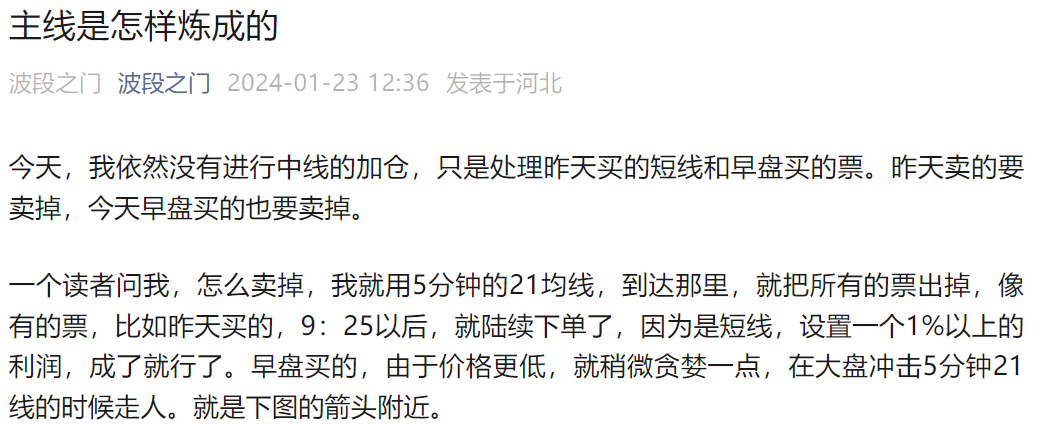 主线是怎样炼成的
波段之门 波段之门 2024-01-23 12:36 发表于河北
今天，我依然没有进行中线的加仓，只是处理昨天买的短线和早盘买的票。昨天卖的要
卖掉，今天早盘买的也要卖掉。
一个读者问我，怎么卖掉，我就用5分钟的21均线，到达那里，就把所有的票出掉，像
有的票，比如昨天买的，9：25以后，就陆续下单了，因为是短线，设置一个1%以上的
利润，成了就行了。早盘买的，由于价格更低，就稍微贪婪一点，在大盘冲击5分钟21
线的时候走人。就是下图的箭头附近。